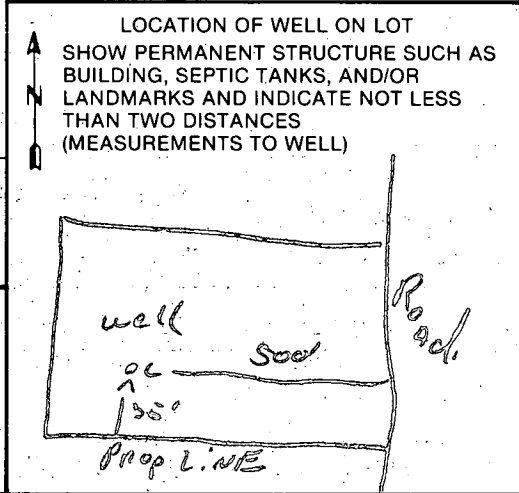 LOCATION OF WELL ON LOT
SHOW PERMANENT STRUCTURE SUCH AS
BUILDING, SEPTIC TANKS, AND/OR
N LANDMARKS AND INDICATE NOT LESS
THAN TWO DISTANCES
(MEASUREMENTS TO WELL)
Road
well
PROP LINE